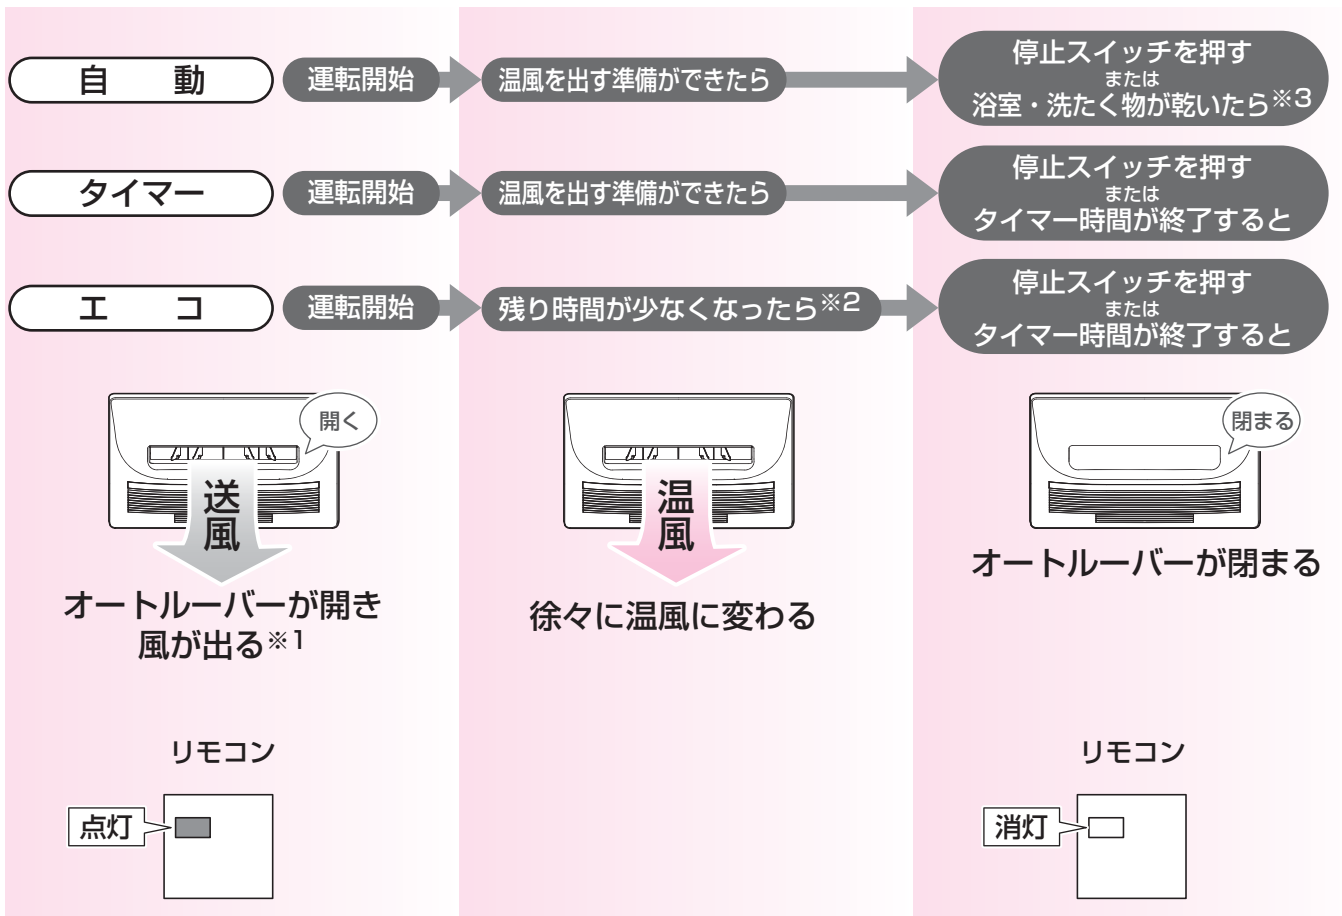 自 動
運転開始
温風を出す準備ができたら
停止スイッチを押す
または
浴室・洗たく物が乾いたら※3
タイマー
運転開始
温風を出す準備ができたら
停止スイッチを押す
または
タイマー時間が終了すると
エ コ
運転開始
残り時間が少なくなったら※2
停止スイッチを押す
または
タイマー時間が終了すると
開く
送風
オートルーバーが開き
風が出る※1
温風
徐々に温風に変わる
閉まる
オートルーバーが閉まる
リモコン
点灯
リモコン
消灯